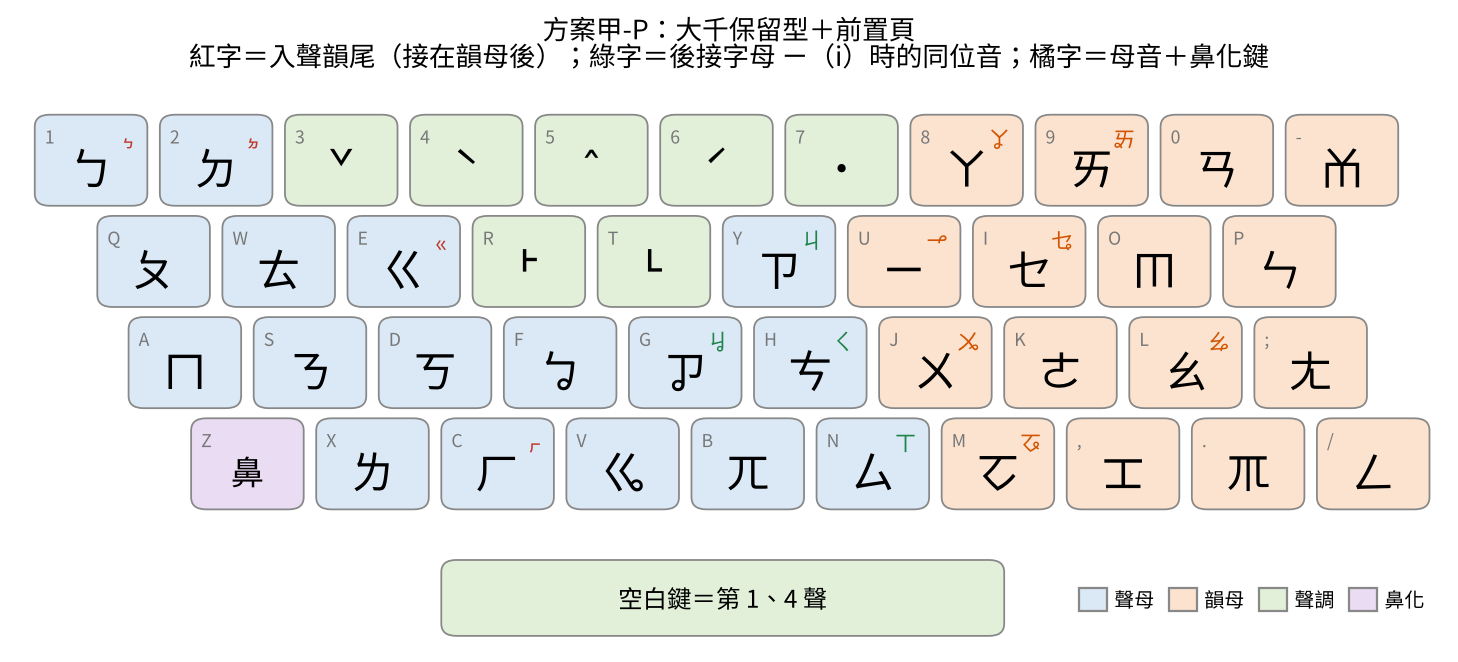 方案甲-P：大千保留型＋前置頁
紅字＝入聲韻尾（接在韻母後）；綠字＝後接字母 ㄧ（i）時的同位音；橘字＝母音＋鼻化鍵
1 ㄅ ㆴ 2 ㄉ ㆵ 3 ˇ 4 ˋ 5 ˆ 6 ˊ 7 ˙ 8 ㄚ ㆩ 9 ㄞ ㆮ 0 ㄢ - ㆰ
Q ㄆ W ㄊ E ㄍ ㆶ R ㆵ T ㄴ Y ㄗ ㄐ U ㄧ ㆪ I ㆤ ㆥ O ㆬ P ㄣ
A ㄇ S ㄋ D ㄎ F ㆠ G ㆡ ㆢ H ㄘ ㄑ J ㄨ ㆫ K ㄜ L ㄠ ㆯ ; ㄤ
Z 鼻 X ㄌ C ㄏ ㆷ V ㆣ B ㄫ N ㄙ ㄒ M ㆦ ㆧ , ㆲ . ㆱ / ㄥ
空白鍵＝第 1、4 聲
聲母 韻母 聲調 鼻化